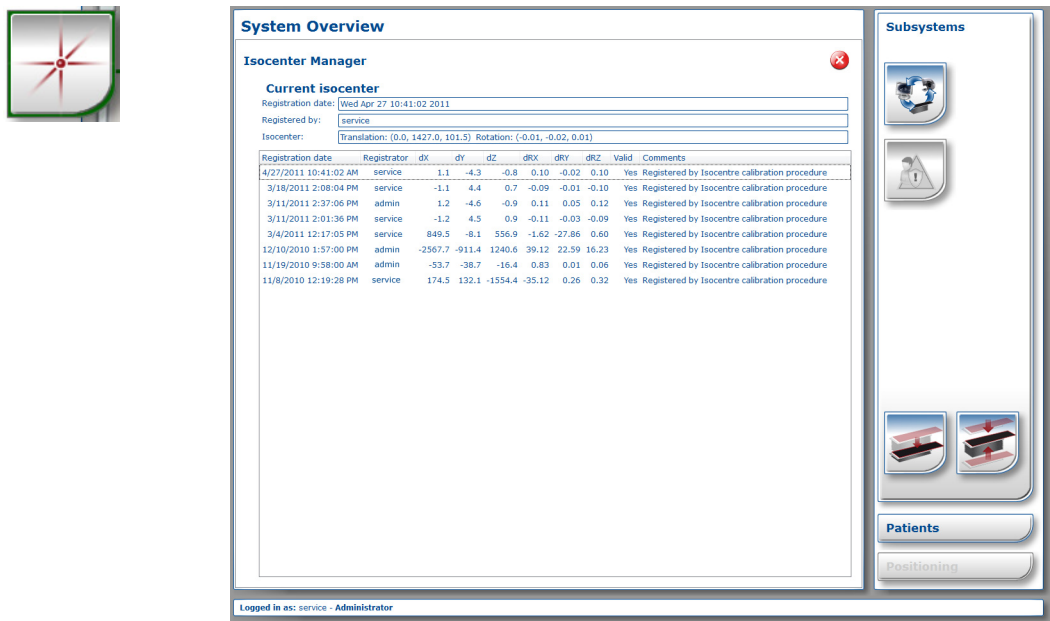 System Overview
Subsystems
Isocenter Manager
Current isocenter
Registration date: Wed Apr 27 10:41:02 2011
Registered by: service
Isocenter: Translation: (0.0, 1427.0, 101.5) Rotation: (-0.01, -0.02, 0.01)
Registration date Registrator dX dY dZ dRX dRY dRZ Valid Comments
4/27/2011 10:41:02 AM service 1.1 -4.3 -0.8 0.10 -0.02 0.10 Yes Registered by Isocentre calibration procedure
3/18/2011 2:08:04 PM service -1.1 4.4 0.7 -0.09 -0.01 -0.10 Yes Registered by Isocentre calibration procedure
3/11/2011 2:37:06 PM admin 1.2 -4.6 -0.9 0.11 0.05 0.12 Yes Registered by Isocentre calibration procedure
3/11/2011 2:01:36 PM service -1.2 4.5 0.9 -0.11 -0.03 -0.09 Yes Registered by Isocentre calibration procedure
3/4/2011 12:17:05 PM service 849.5 -8.1 556.9 -1.62 -27.86 0.60 Yes Registered by Isocentre calibration procedure
12/10/2010 1:57:00 PM admin -2567.7 -911.4 1240.6 39.12 22.59 16.23 Yes Registered by Isocentre calibration procedure
11/19/2010 9:58:00 AM admin -53.7 -38.7 -16.4 0.83 0.01 0.06 Yes Registered by Isocentre calibration procedure
11/8/2010 12:19:28 PM service 174.5 132.1 -1554.4 -35.12 0.26 0.32 Yes Registered by Isocentre calibration procedure
Patients
Positioning
Logged in as: service - Administrator